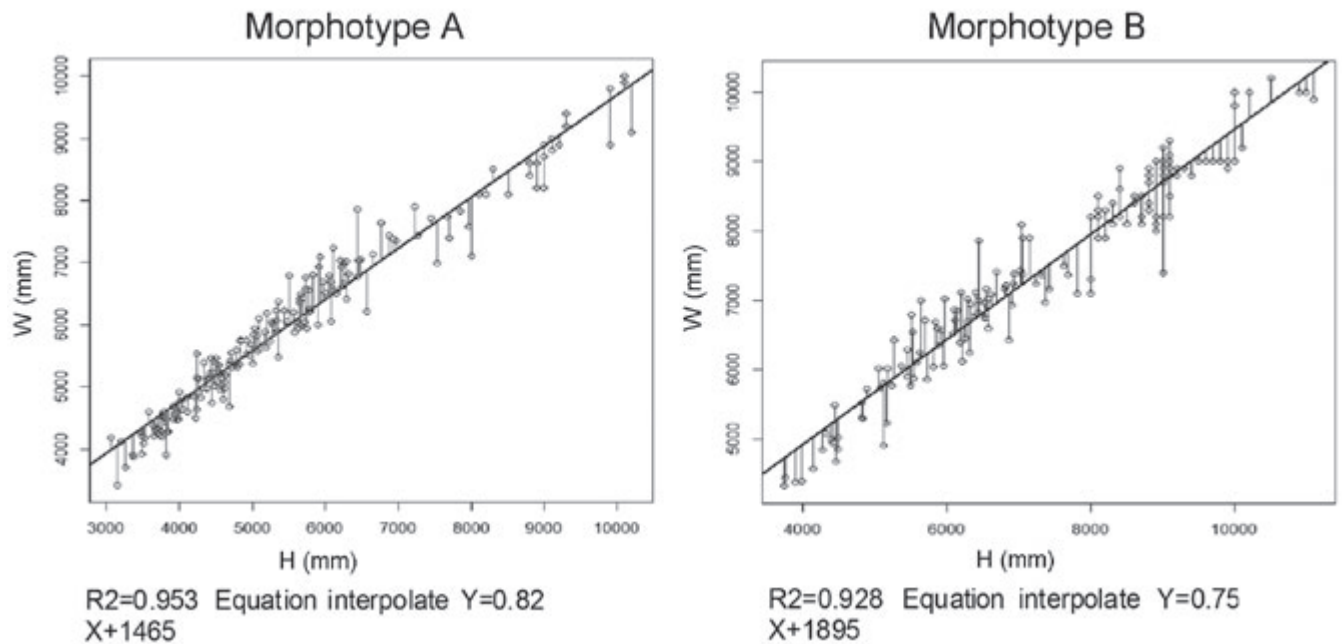 Morphotype A
10000
9000
8000
7000
6000
5000
4000
W (mm)
3000 4000 5000 6000 7000 8000 9000 10000
H (mm)
R2=0.953 Equation interpolate Y=0.82
X+1465
Morphotype B
10000
9000
8000
7000
6000
5000
W (mm)
4000 6000 8000 10000
H (mm)
R2=0.928 Equation interpolate Y=0.75
X+1895